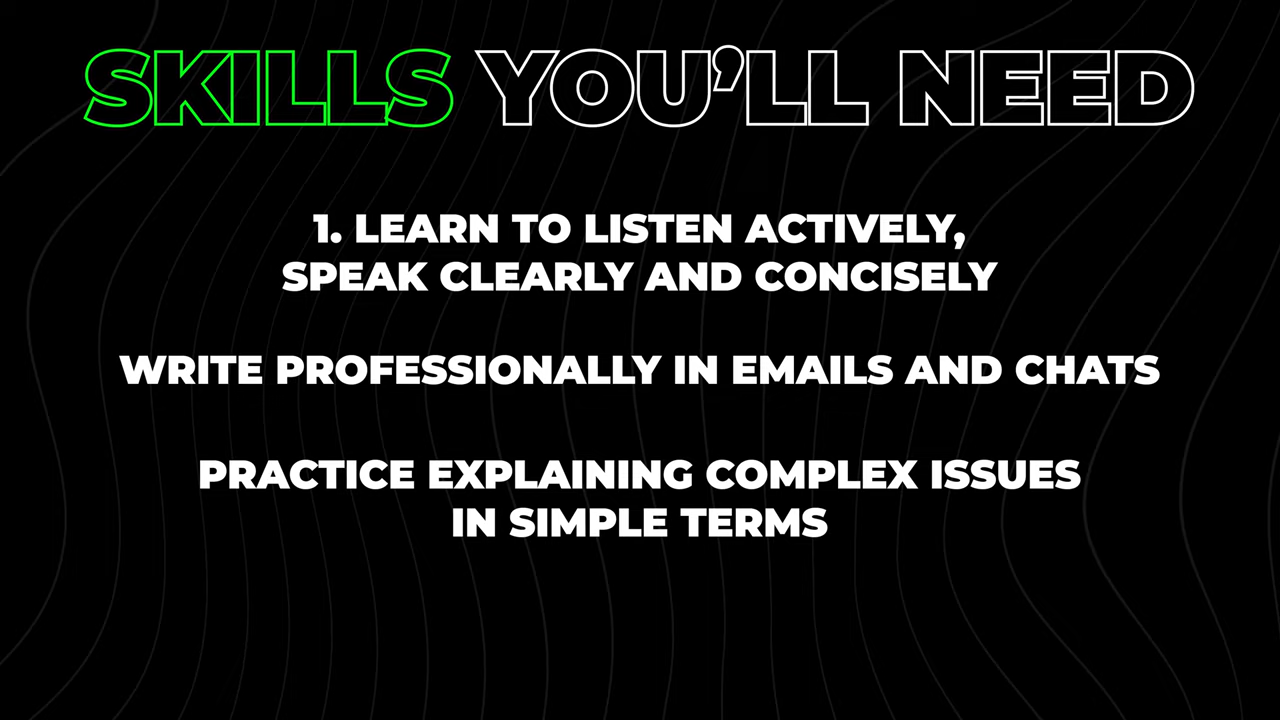 SKILLS YOU'LL NEED
1. LEARN TO LISTEN ACTIVELY,
SPEAK CLEARLY AND CONCISELY
WRITE PROFESSIONALLY IN EMAILS AND CHATS
PRACTICE EXPLAINING COMPLEX ISSUES
IN SIMPLE TERMS